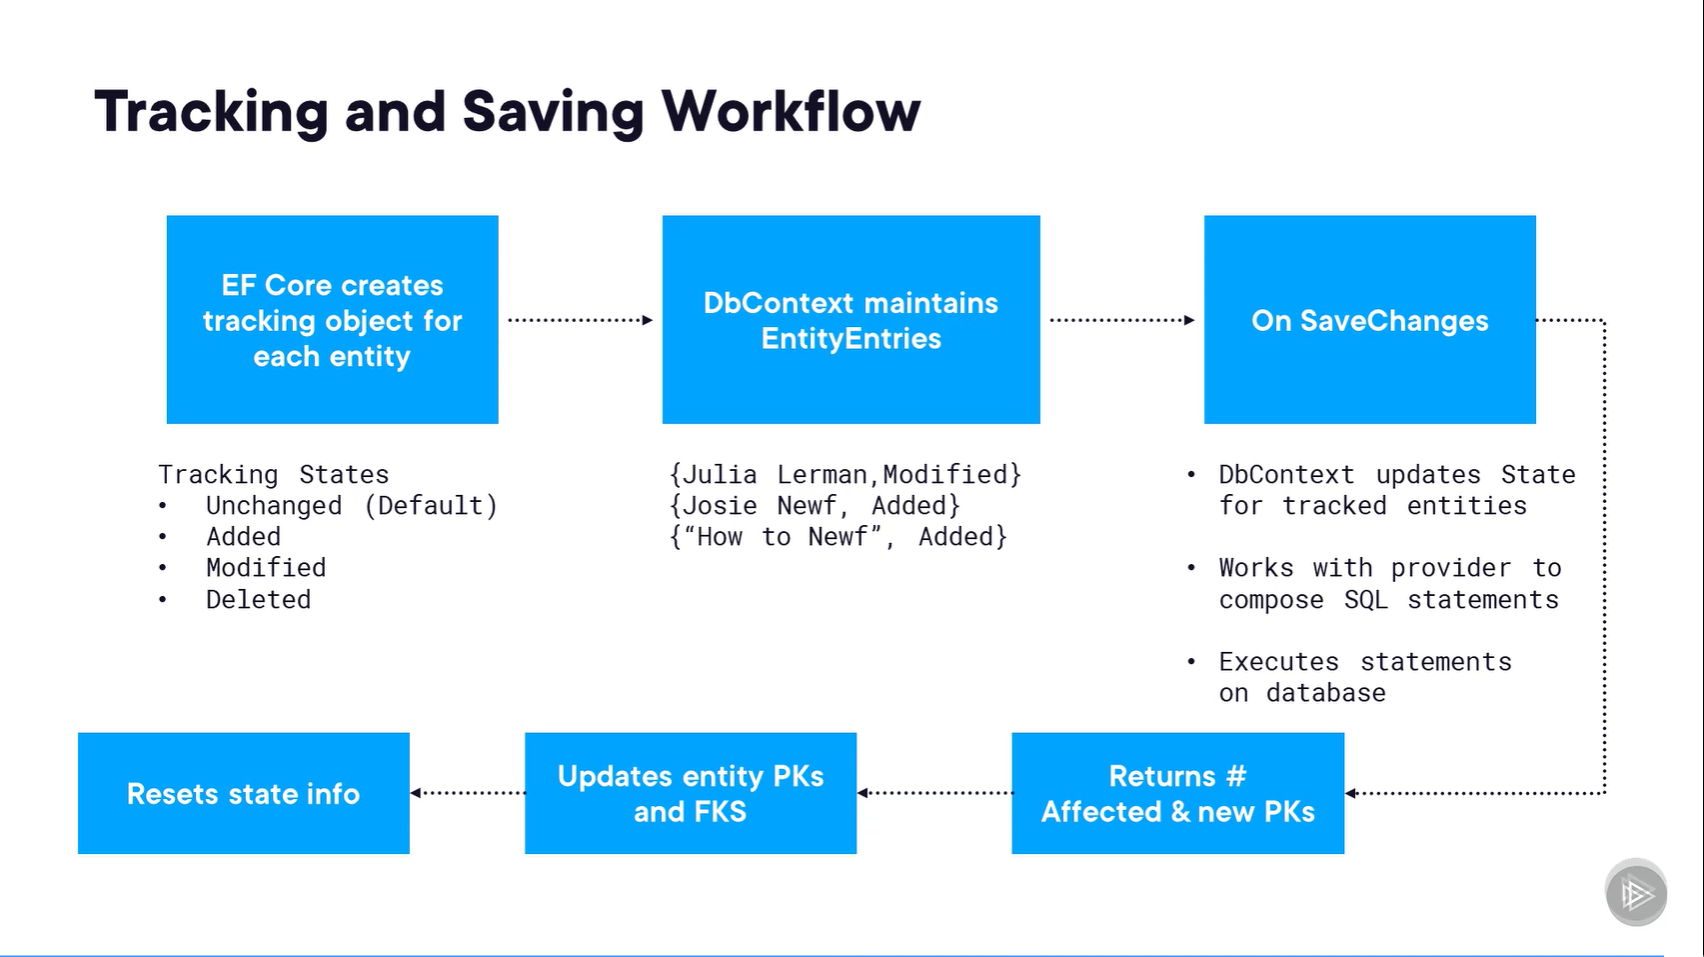 Tracking and Saving Workflow
EF Core creates
tracking object for
each entity
DbContext maintains
EntityEntries
On SaveChanges
Tracking States
• Unchanged (Default)
• Added
• Modified
• Deleted
{Julia Lerman,Modified}
{Josie Newf, Added}
{“How to Newf”, Added}
• DbContext updates State
for tracked entities
• Works with provider to
compose SQL statements
• Executes statements
on database
Returns #
Affected & new PKs
Updates entity PKs
and FKS
Resets state info